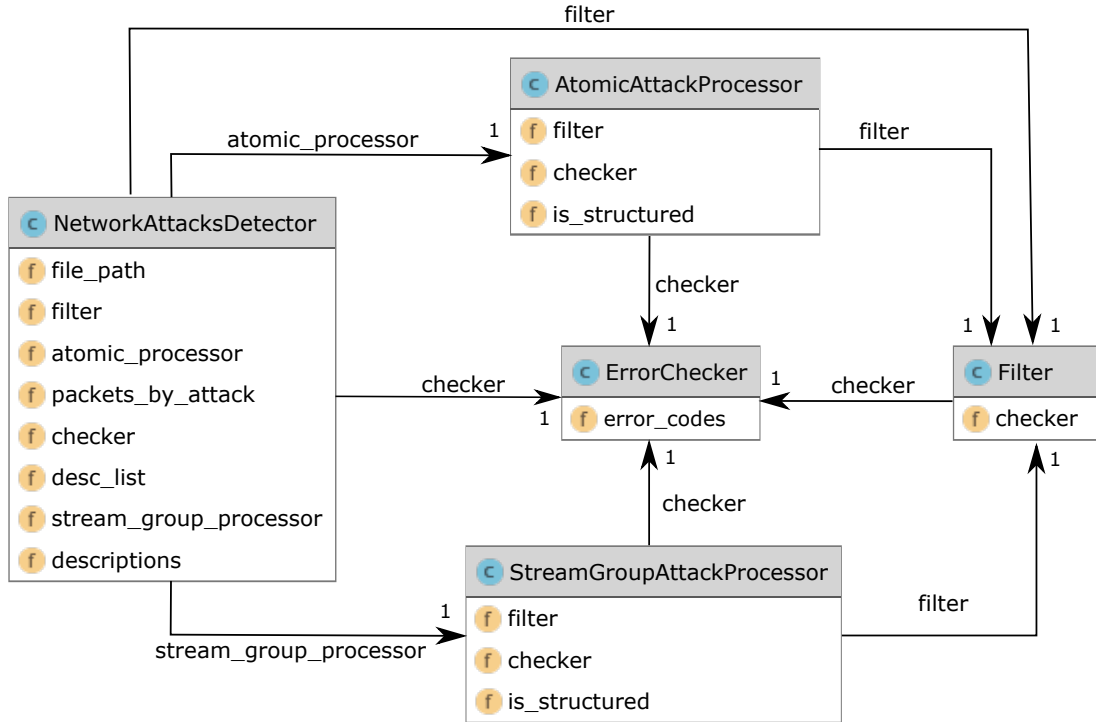 filter
C AtomicAttackProcessor
f filter
f checker
f is_structured
atomic_processor
1
filter
C NetworkAttacksDetector
f file_path
f filter
f atomic_processor
f packets_by_attack
f checker
f desc_list
f stream_group_processor
f descriptions
checker
1
1
1
C ErrorChecker
f error_codes
checker
1
1
checker
C Filter
f checker
1
checker
1
C StreamGroupAttackProcessor
f filter
f checker
f is_structured
1
stream_group_processor
filter